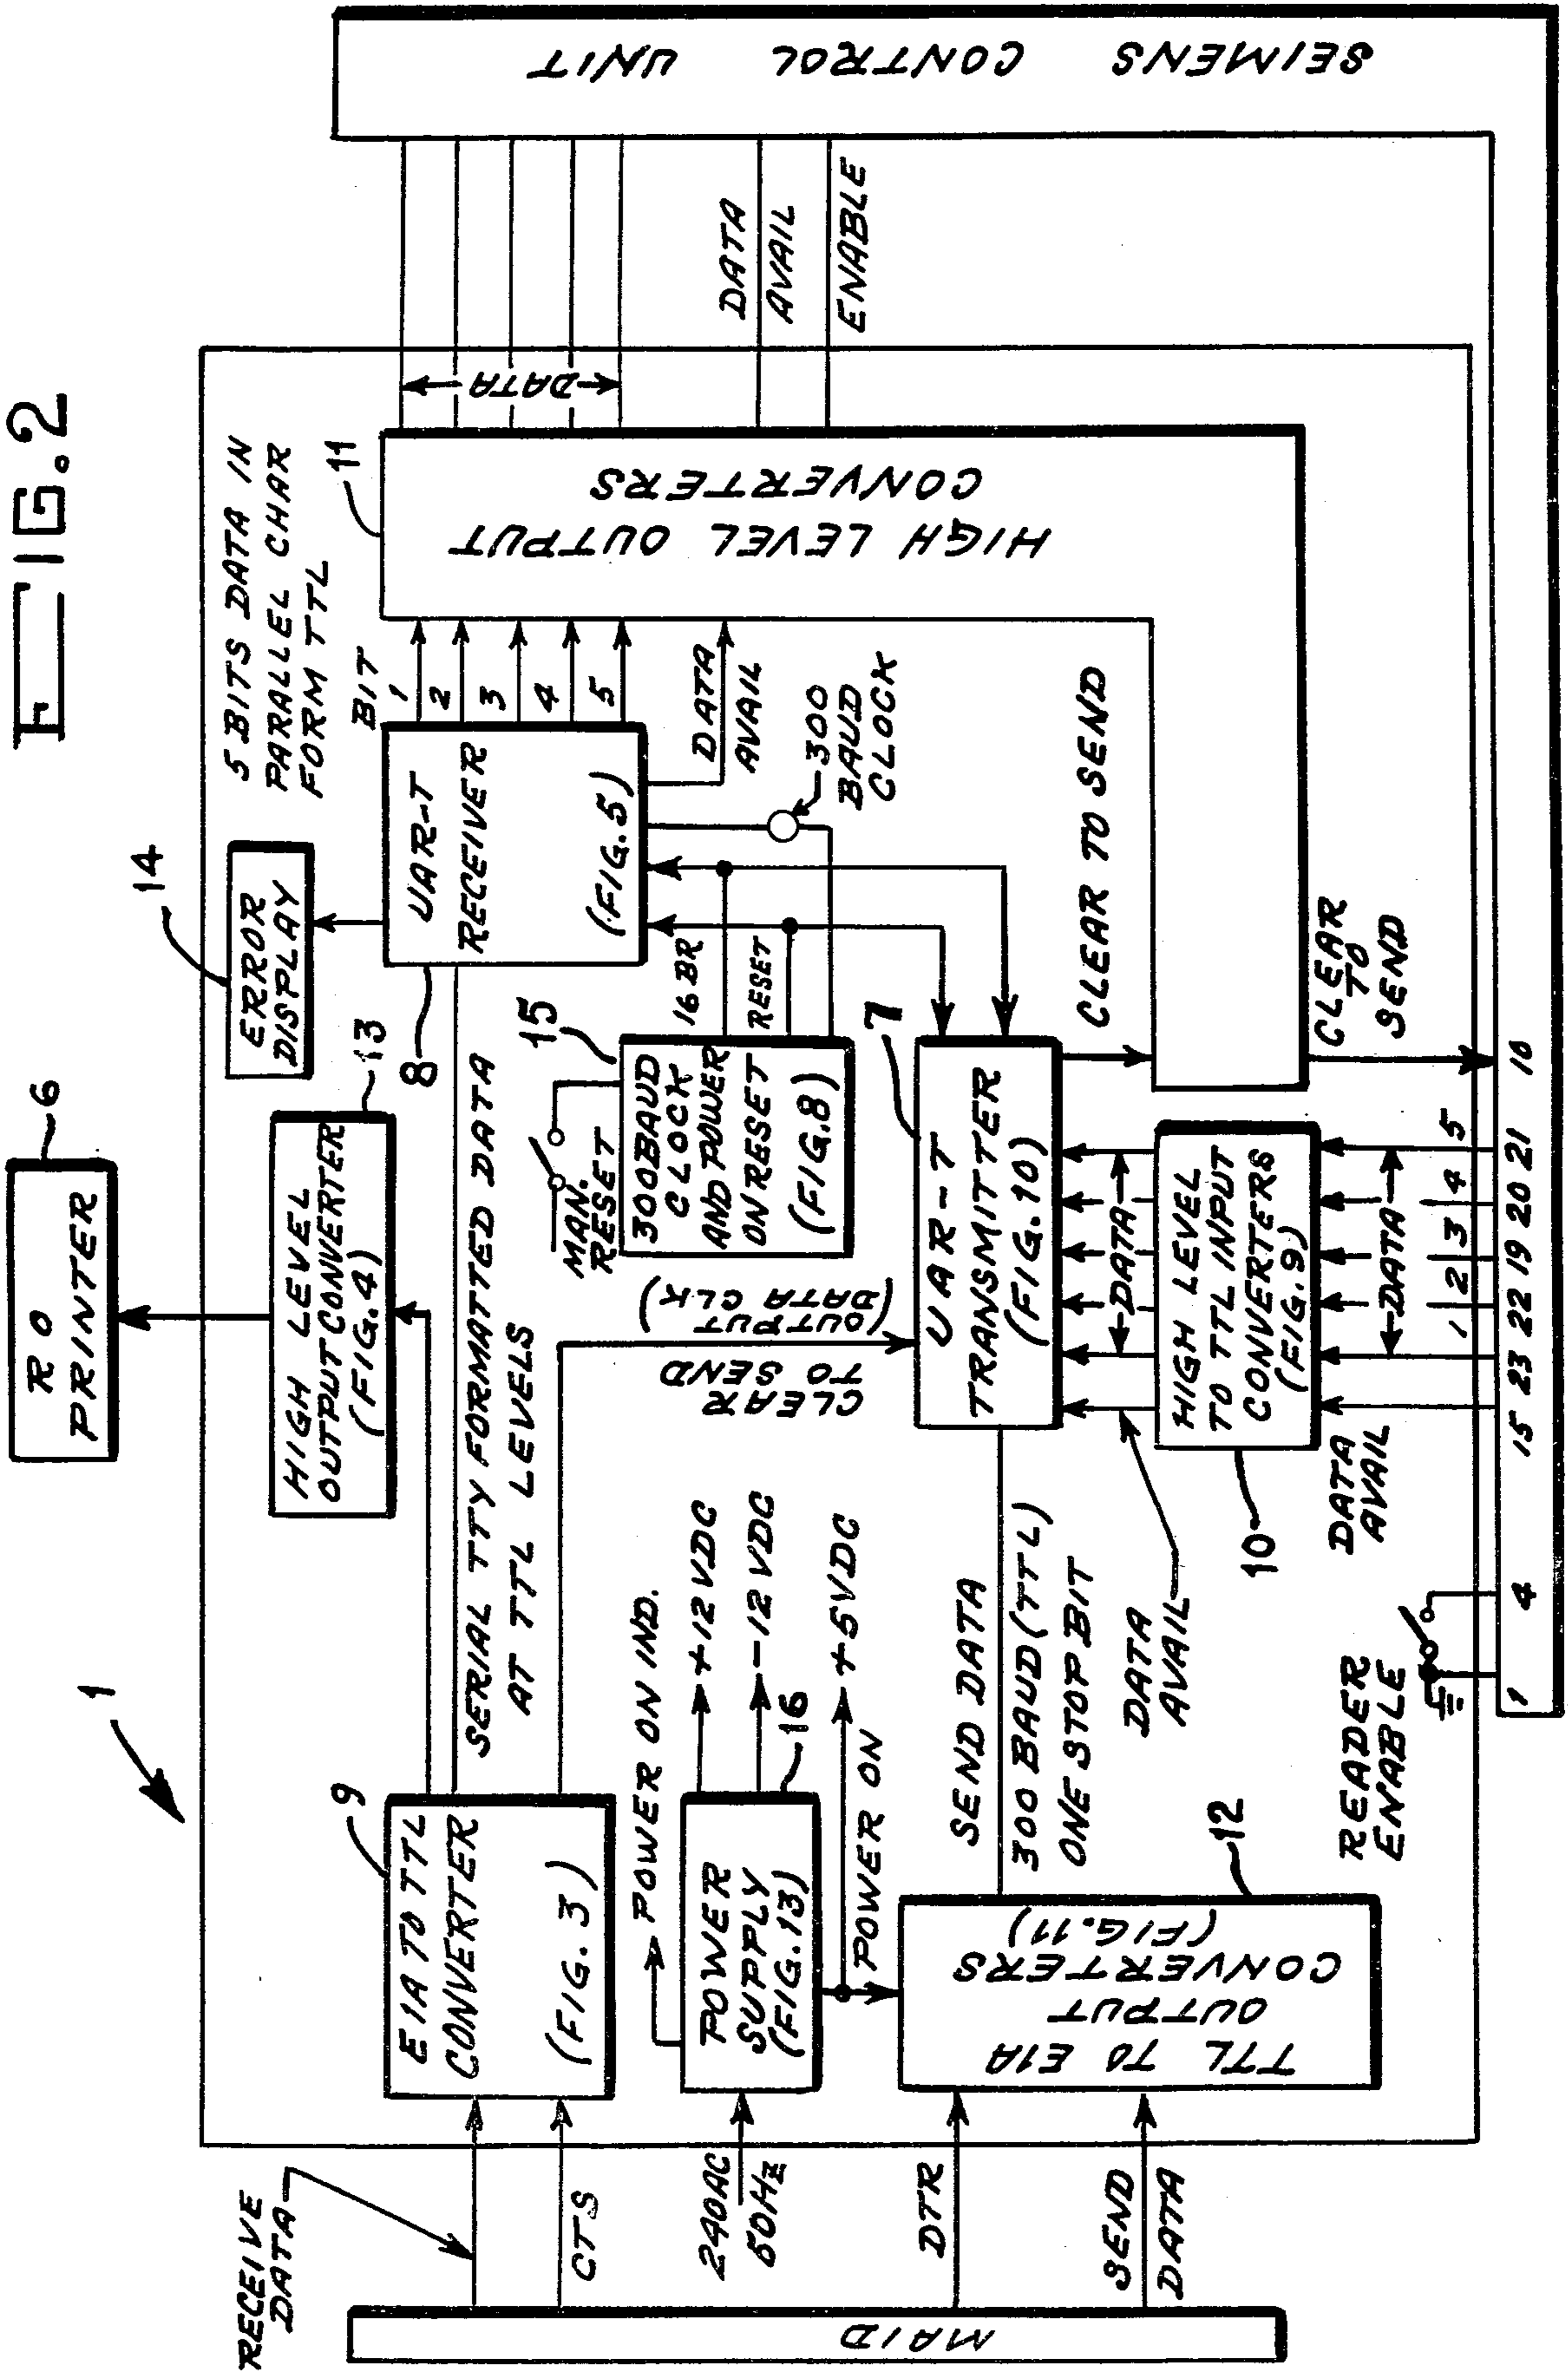 FIG.2
6
R O
PRINTER
1
13
HIGH LEVEL
OUTPUT CONVERTER
(FIG.4)
14
ERROR
DISPLAY
5 BITS DATA IN
PARALLEL CHAR
FORM TTL
RECEIVE
DATA
9
EIA TO TTL
CONVERTER
(FIG. 3)
SERIAL TTY FORMATTED DATA
AT TTL LEVELS
8
UAR-T
RECEIVER
(FIG.5)
BIT
1
2
3
4
5
DATA
AVAIL
11
HIGH LEVEL OUTPUT
CONVERTERS
DATA
DATA
AVAIL
ENABLE
SEIMENS CONTROL UNIT
CTS
POWER ON IND.
+12VDC
-12VDC
+5VDC
16
POWER
SUPPLY
(FIG.13)
POWER ON
240AC
50HZ
MAN.
RESET
15
300BAUD
CLOCK
AND POWER
ON RESET
(FIG.8)
16BR
RESET
300
BAUD
CLOCK
CLEAR
TO SEND
(OUTPUT
DATA CLK)
7
UAR-T
TRANSMITTER
(FIG.10)
CLEAR TO SEND
MAID
DTR
SEND
DATA
TTL TO EIA
OUTPUT
CONVERTERS
(FIG.11)
12
SEND DATA
300 BAUD (TTL)
ONE STOP BIT
DATA
AVAIL
DATA
10
HIGH LEVEL
TO TTL INPUT
CONVERTERS
(FIG.9)
CLEAR
TO
SEND
READER
ENABLE
DATA
AVAIL
DATA
1 2 3 4 5
1 4 15 23 22 19 20 21 10